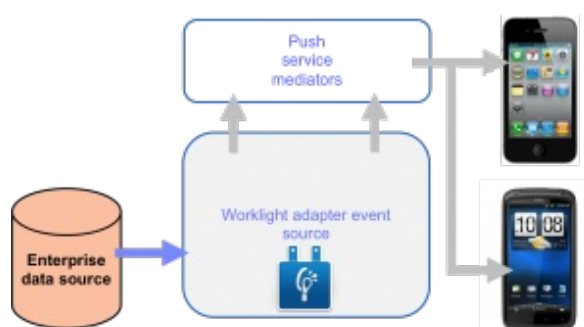 Push
service
mediators
Worklight adapter event
source
Enterprise
data source
10 08